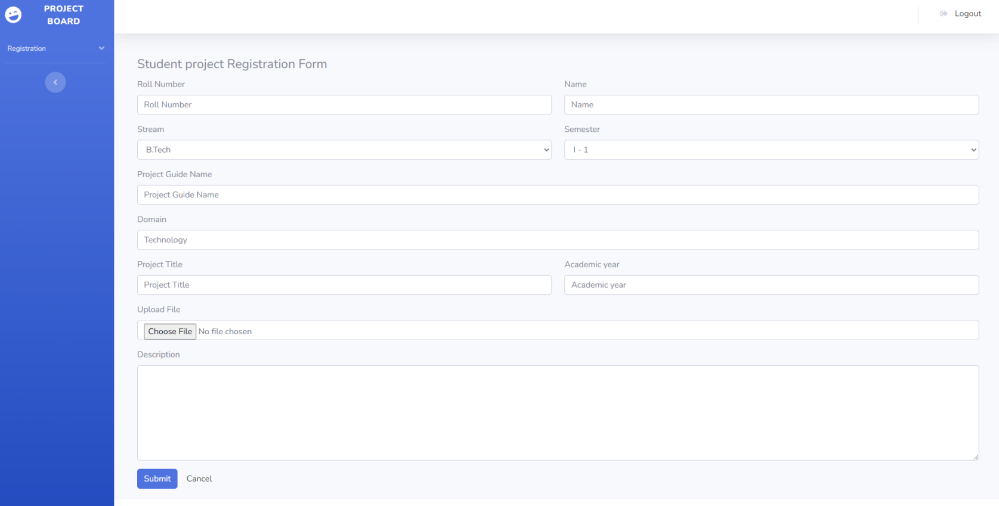 PROJECT
BOARD
Logout
Registration
Student project Registration Form
Roll Number
Name
Roll Number
Name
Stream
Semester
B.Tech
I - 1
Project Guide Name
Project Guide Name
Domain
Technology
Project Title
Academic year
Project Title
Academic year
Upload File
Choose File No file chosen
Description
Submit
Cancel